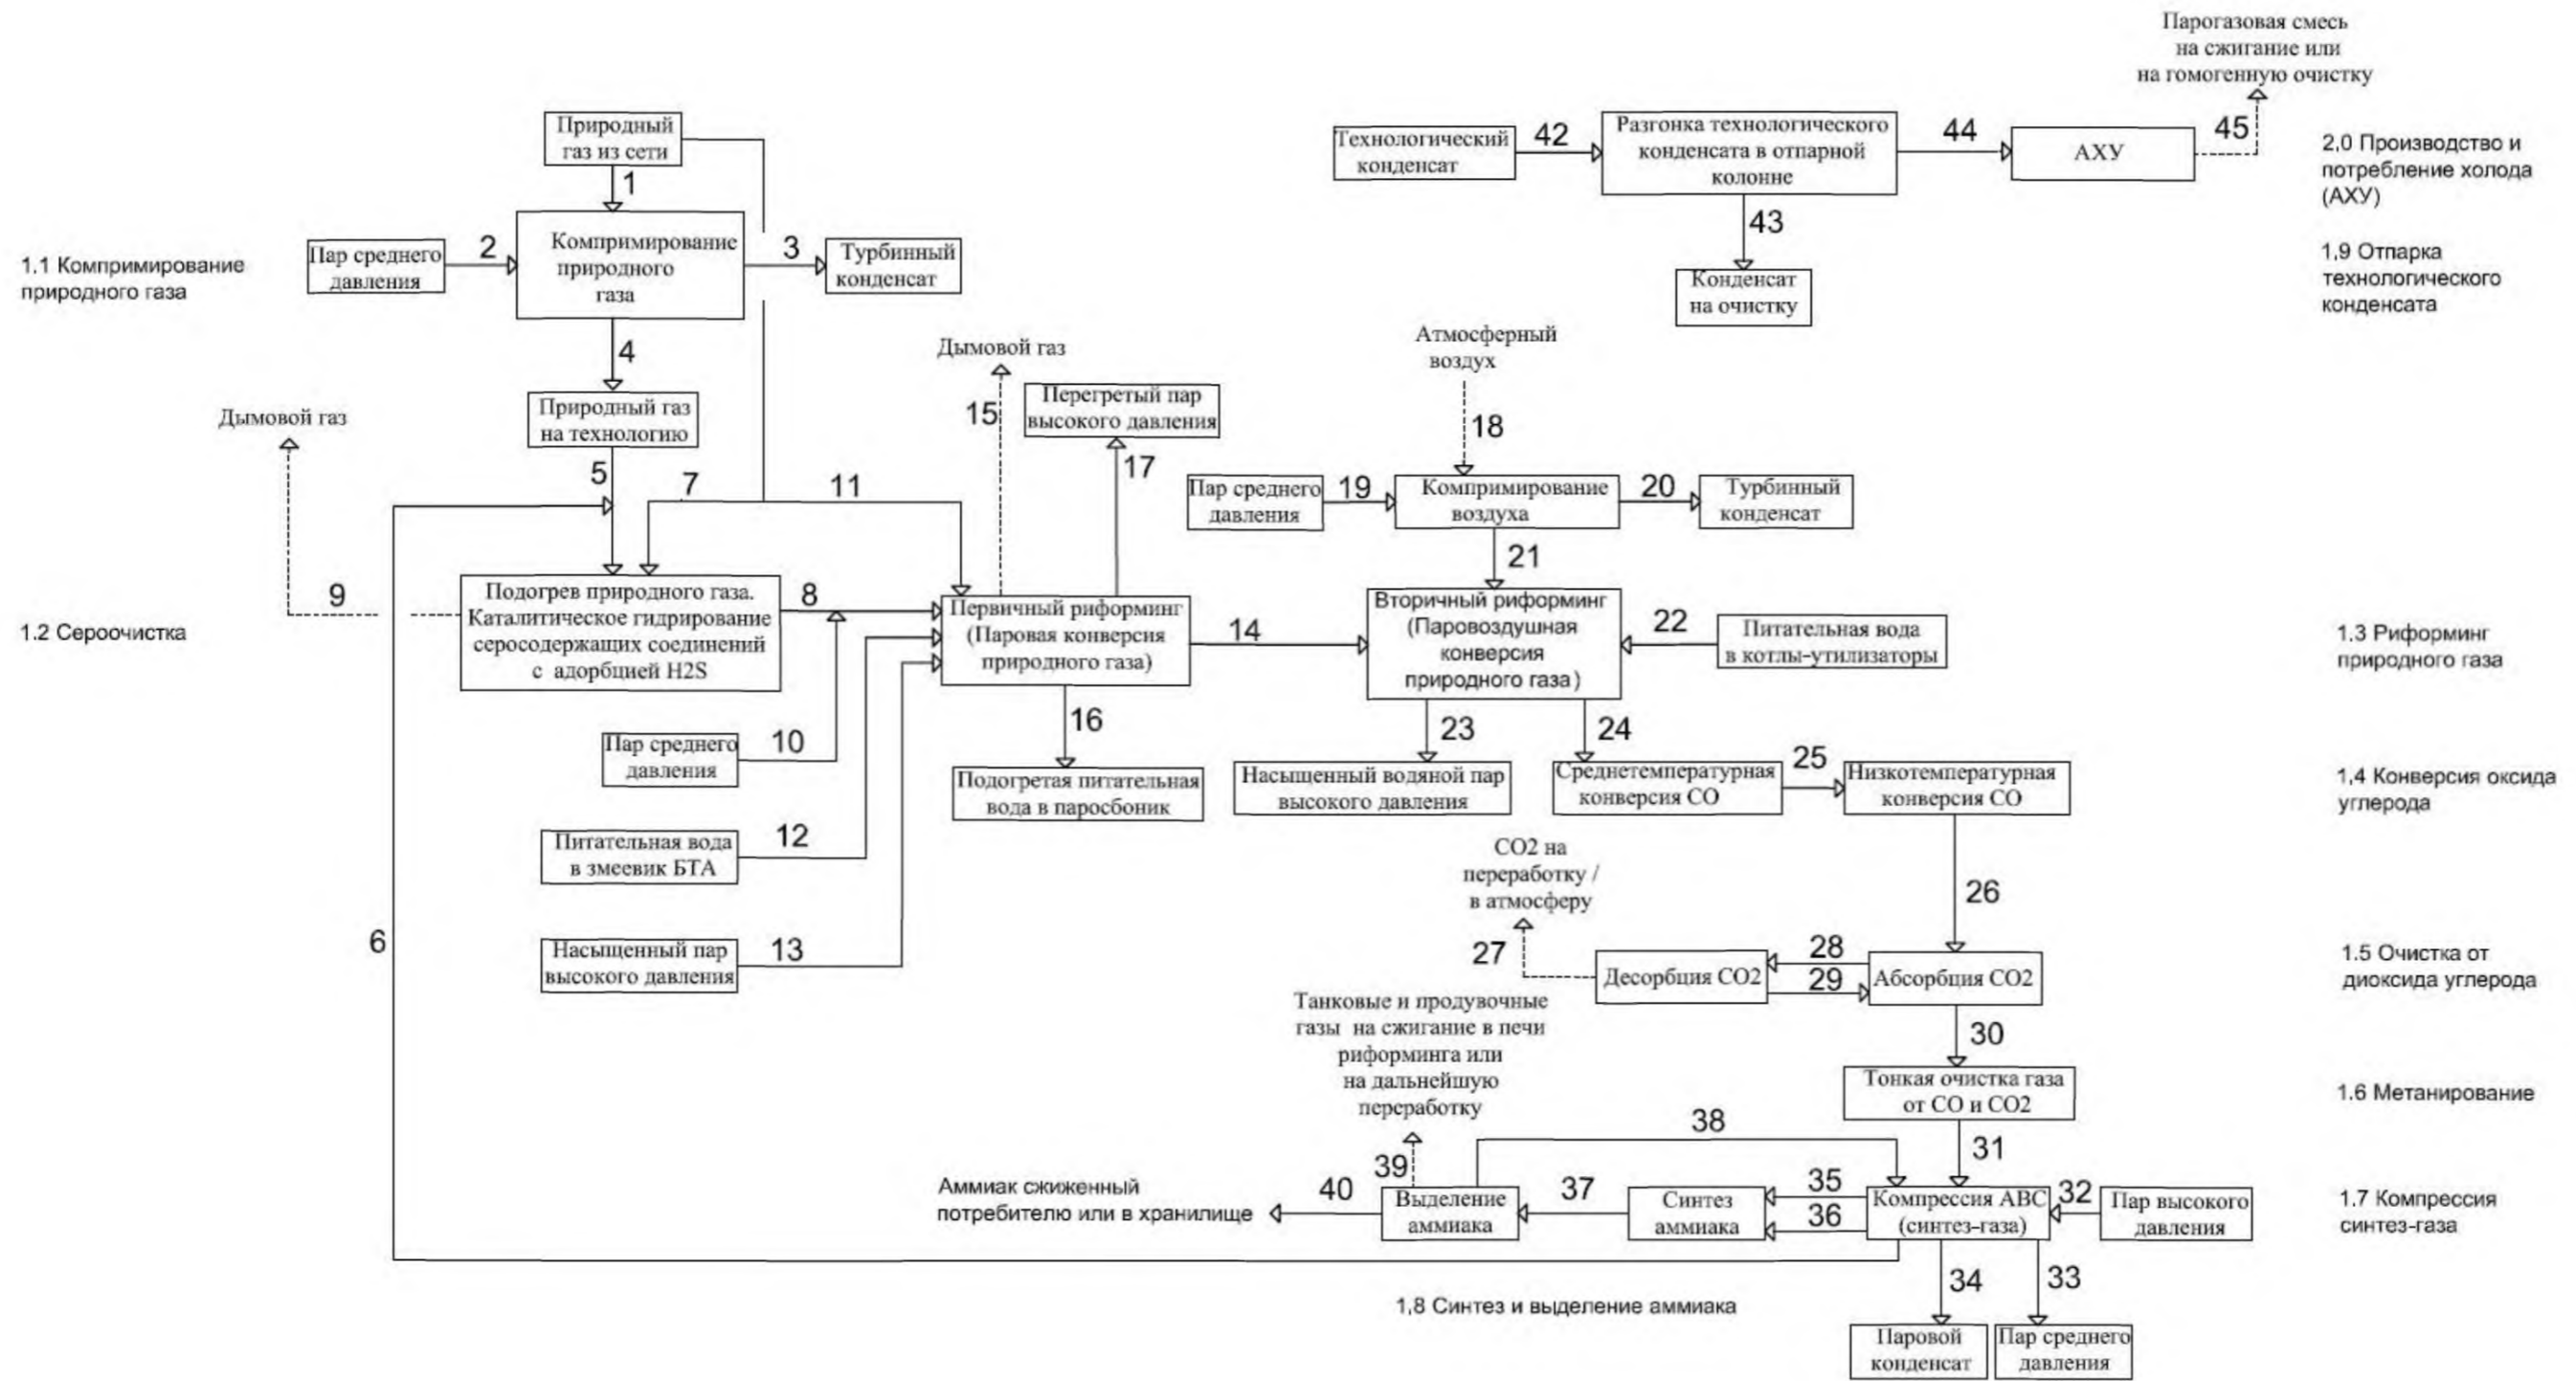 Парогазовая смесь
на сжигание или
на гомогенную очистку
Природный
газ из сети
1
Технологический
конденсат
42
Разгонка технологического
конденсата в отпарной
колонне
44
АХУ
45
2,0 Производство и
потребление холода
(АХУ)
43
Конденсат
на очистку
1,9 Отпарка
технологического
конденсата
1.1 Компримирование
природного газа
Пар среднего
давления
2
Компримирование
природного
газа
3
Турбинный
конденсат
4
Природный газ
на технологию
Дымовой газ
5
7
11
Дымовой газ
15
Перегретый пар
высокого давления
17
Атмосферный
воздух
18
Пар среднего
давления
19
Компримирование
воздуха
20
Турбинный
конденсат
21
1.2 Сероочистка
9
Подогрев природного газа.
Каталитическое гидрирование
серосодержащих соединений
с адорбцией H2S
8
Первичный риформинг
(Паровая конверсия
природного газа)
14
Вторичный риформинг
(Паровоздушная
конверсия
природного газа)
22
Питательная вода
в котлы-утилизаторы
1.3 Риформинг
природного газа
Пар среднего
давления
10
16
Подогретая питательная
вода в паросбоник
23
Насыщенный водяной пар
высокого давления
24
Среднетемпературная
конверсия СО
25
Низкотемпературная
конверсия СО
1,4 Конверсия оксида
углерода
Питательная вода
в змеевик БТА
12
26
Насыщенный пар
высокого давления
13
6
СО2 на
переработку /
в атмосферу
27
Десорбция СО2
28
29
Абсорбция СО2
1.5 Очистка от
диоксида углерода
30
Тонкая очистка газа
от СО и СО2
1.6 Метанирование
31
Танковые и продувочные
газы на сжигание в печи
риформинга или
на дальнейшую
переработку
38
39
Аммиак сжиженный
потребителю или в хранилище
40
Выделение
аммиака
37
Синтез
аммиака
35
36
Компрессия АВС
(синтез-газа)
32
Пар высокого
давления
1.7 Компрессия
синтез-газа
34
33
1,8 Синтез и выделение аммиака
Паровой
конденсат
Пар среднего
давления